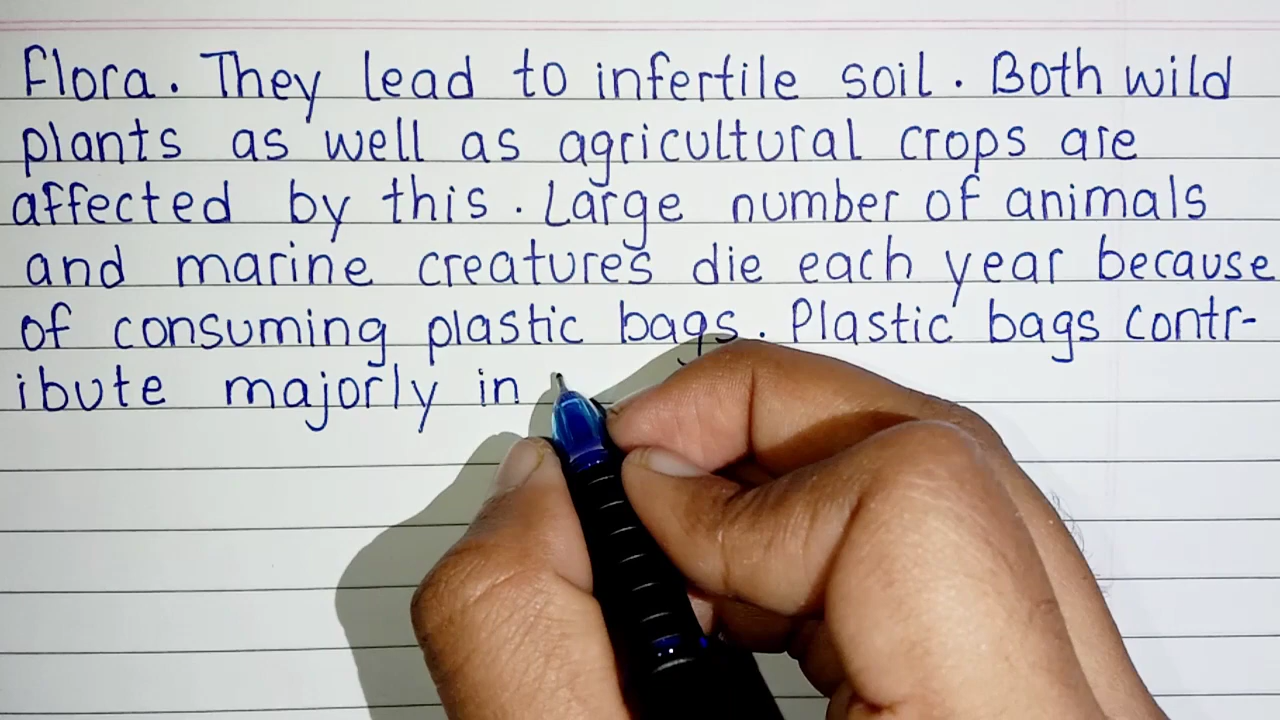 flora. They lead to infertile soil. Both wild
plants as well as agricultural crops are
affected by this. Large number of animals
and marine creatures die each year because
of consuming plastic bags. Plastic bags contr-
ibute majorly in